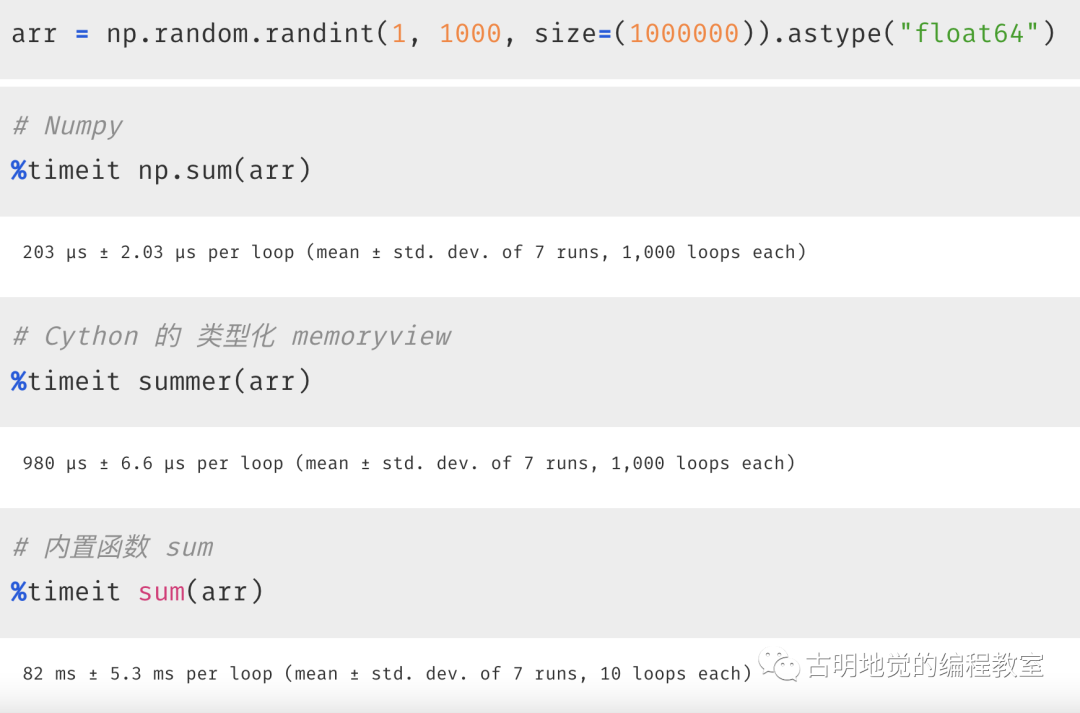 arr = np.random.randint(1, 1000, size=(1000000)).astype("float64")
# Numpy
%timeit np.sum(arr)
203 µs ± 2.03 µs per loop (mean ± std. dev. of 7 runs, 1,000 loops each)
# Cython 的 类型化 memoryview
%timeit summer(arr)
980 µs ± 6.6 µs per loop (mean ± std. dev. of 7 runs, 1,000 loops each)
# 内置函数 sum
%timeit sum(arr)
82 ms ± 5.3 ms per loop (mean ± std. dev. of 7 runs, 10 loops each)
古明地觉的编程教室